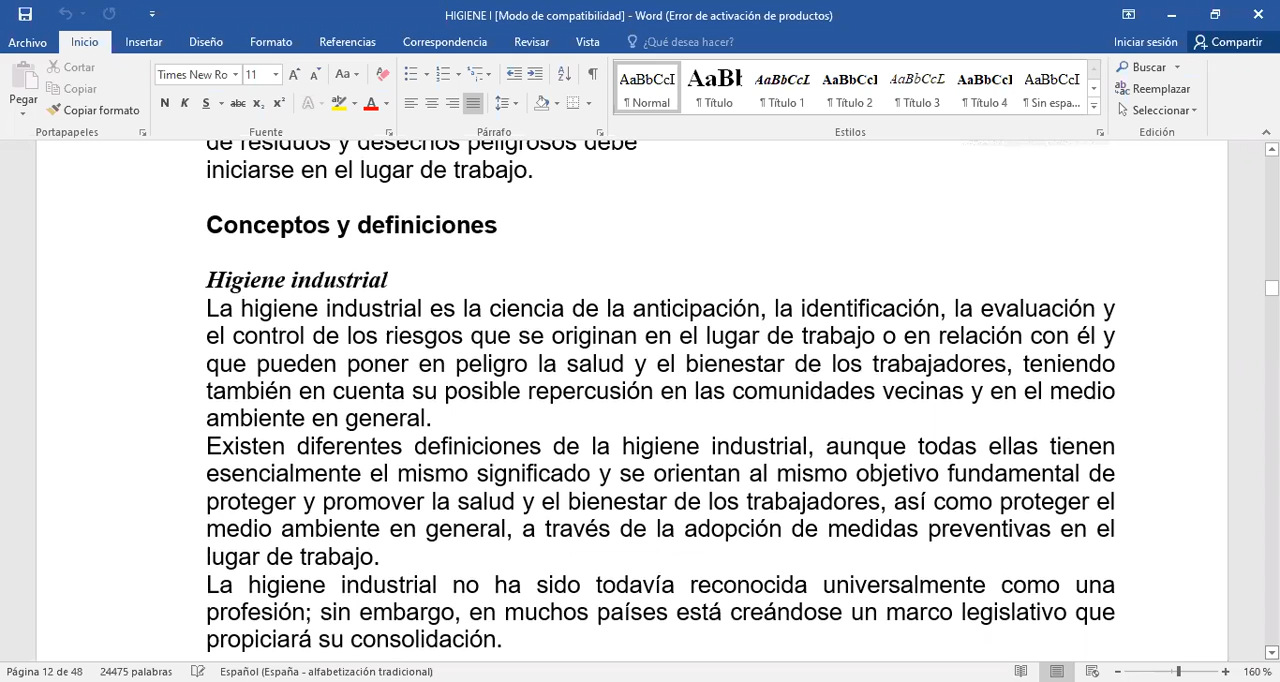 HIGIENE I [Modo de compatibilidad] - Word (Error de activación de productos)
Archivo Inicio Insertar Diseño Formato Referencias Correspondencia Revisar Vista ¿Qué desea hacer? Iniciar sesión Compartir
Pegar
Cortar
Copiar
Copiar formato
Portapapeles
Times New Ro 11
Aa
N K S abc x₂ x² A A
Fuente
Párrafo
AaBbCcI AaBł AaBbCcL AaBbCcl AaBbCcL AaBbCcl AaBbCcI
¶ Normal ¶ Título ¶ Título 1 ¶ Título 2 ¶ Título 3 ¶ Título 4 ¶ Sin espa...
Estilos
Buscar
Reemplazar
Seleccionar
Edición
de residuos y desechos peligrosos debe
iniciarse en el lugar de trabajo.
Conceptos y definiciones
Higiene industrial
La higiene industrial es la ciencia de la anticipación, la identificación, la evaluación y
el control de los riesgos que se originan en el lugar de trabajo o en relación con él y
que pueden poner en peligro la salud y el bienestar de los trabajadores, teniendo
también en cuenta su posible repercusión en las comunidades vecinas y en el medio
ambiente en general.
Existen diferentes definiciones de la higiene industrial, aunque todas ellas tienen
esencialmente el mismo significado y se orientan al mismo objetivo fundamental de
proteger y promover la salud y el bienestar de los trabajadores, así como proteger el
medio ambiente en general, a través de la adopción de medidas preventivas en el
lugar de trabajo.
La higiene industrial no ha sido todavía reconocida universalmente como una
profesión; sin embargo, en muchos países está creándose un marco legislativo que
propiciará su consolidación.
Página 12 de 48 24475 palabras Español (España - alfabetización tradicional) 160 %